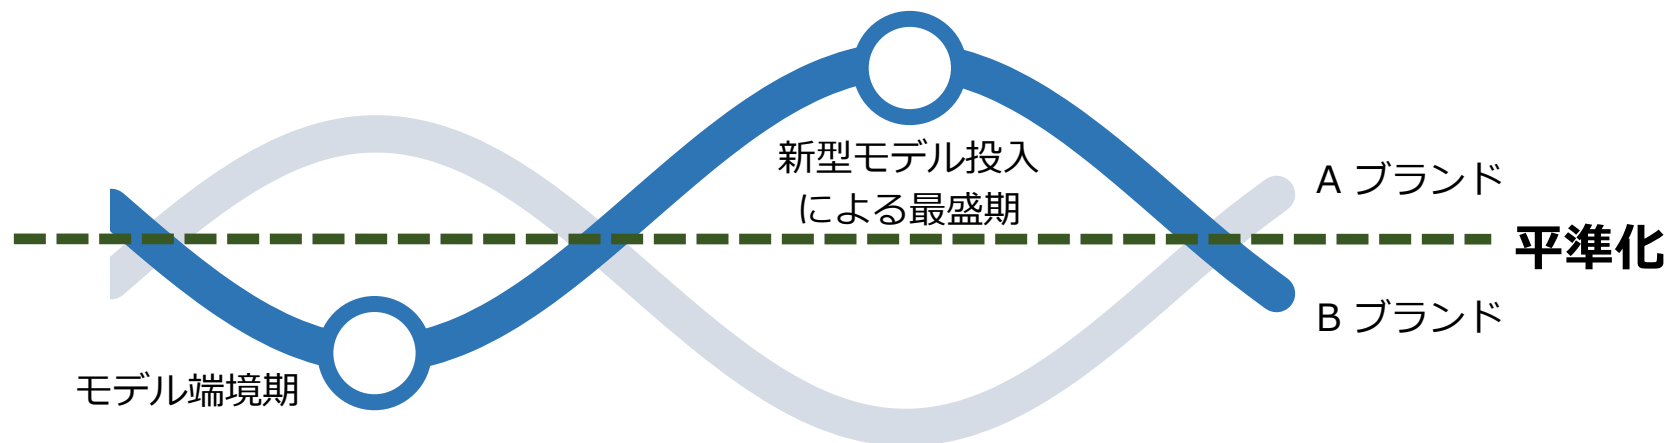 新型モデル投入
による最盛期
A ブランド
平準化
B ブランド
モデル端境期